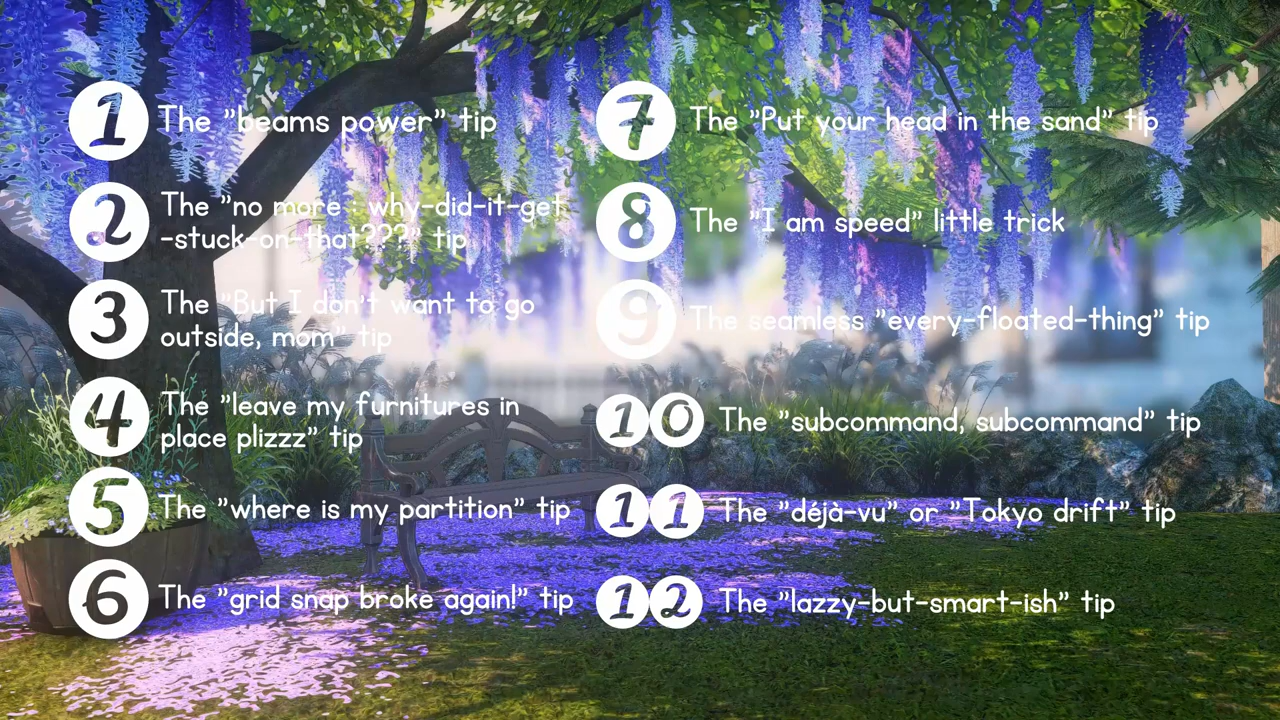 1 The "beams power" tip
2 The "no more : why-did-it-get
-stuck-on-that???" tip
3 The "But I don't want to go
outside, mom" tip
4 The "leave my furnitures in
place plizzz" tip
5 The "where is my partition" tip
6 The "grid snap broke again!" tip
7 The "Put your head in the sand" tip
8 The "I am speed" little trick
9 The seamless "every-floated-thing" tip
10 The "subcommand, subcommand" tip
11 The "déjà-vu" or "Tokyo drift" tip
12 The "lazzy-but-smart-ish" tip